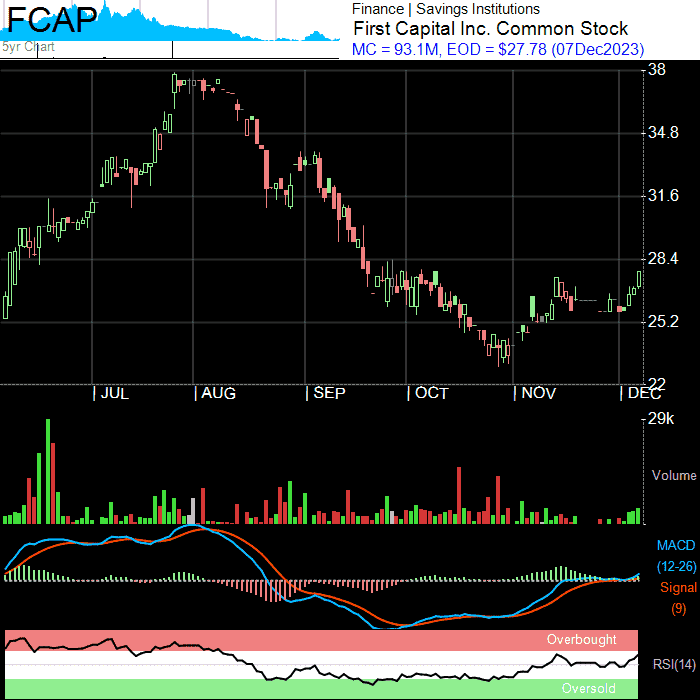 FCAP
5yr Chart
Finance | Savings Institutions
First Capital Inc. Common Stock
MC = 93.1M, EOD = $27.78 (07Dec2023)
38
34.8
31.6
28.4
25.2
22
JUL AUG SEP OCT NOV DEC
29k
Volume
MACD
(12-26)
Signal
(9)
Overbought
RSI(14)
Oversold